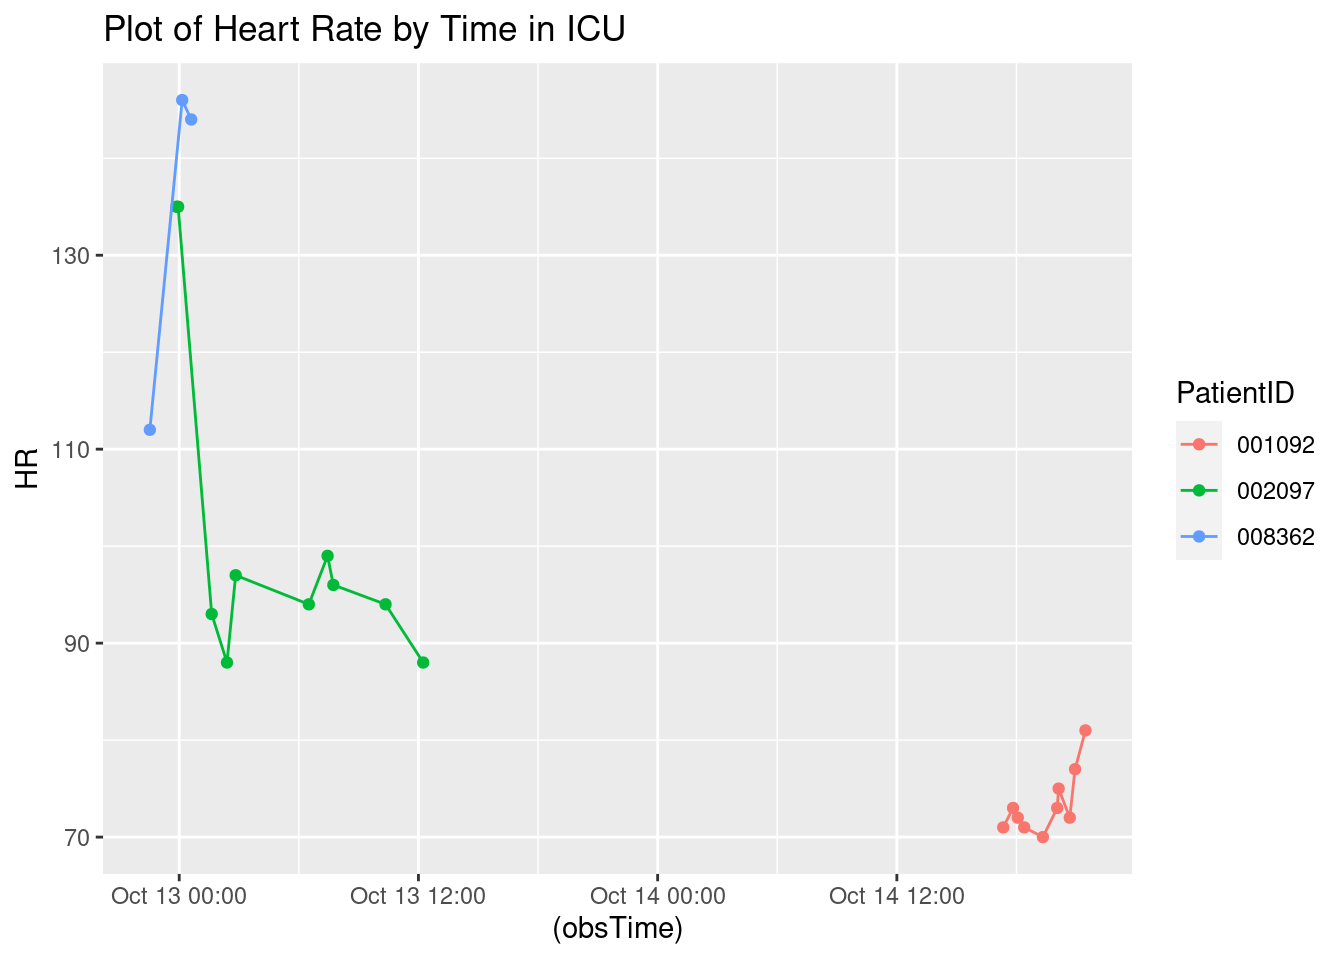 Plot of Heart Rate by Time in ICU
HR
130
110
90
70
Oct 13 00:00
Oct 13 12:00
Oct 14 00:00
Oct 14 12:00
(obsTime)
PatientID
001092
002097
008362